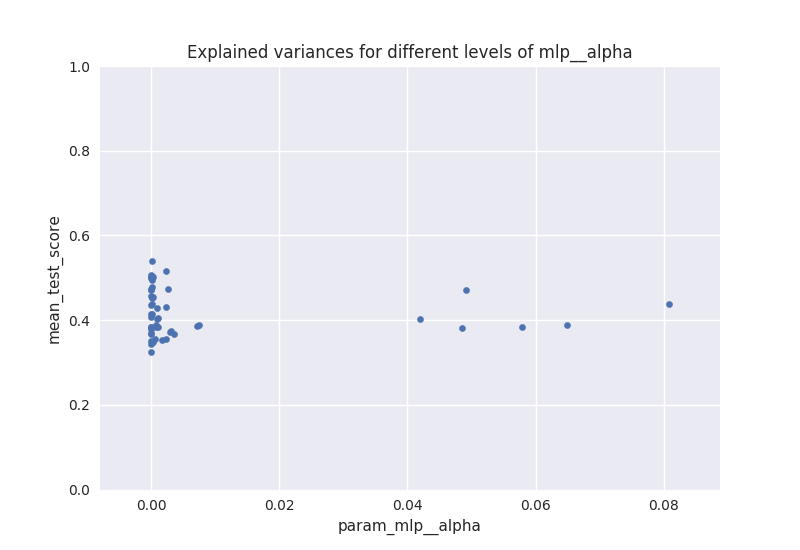 Explained variances for different levels of mlp__alpha
1.0
0.8
0.6
0.4
0.2
0.0
mean_test_score
0.00 0.02 0.04 0.06 0.08
param_mlp__alpha